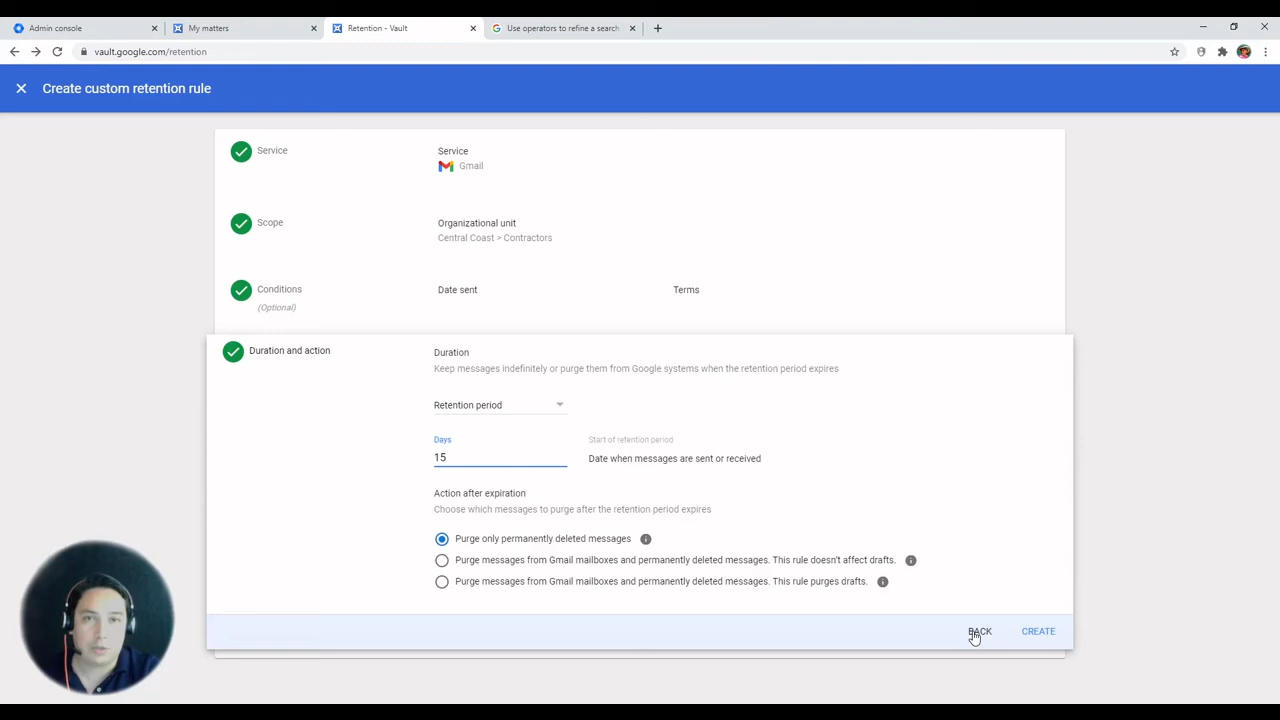 Admin console
My matters
Retention - Vault
Use operators to refine a search
vault.google.com/retention
Create custom retention rule
Service
Service
Gmail
Scope
Organizational unit
Central Coast > Contractors
Conditions
(Optional)
Date sent
Terms
Duration and action
Duration
Keep messages indefinitely or purge them from Google systems when the retention period expires
Retention period
Days
15
Start of retention period
Date when messages are sent or received
Action after expiration
Choose which messages to purge after the retention period expires
Purge only permanently deleted messages
Purge messages from Gmail mailboxes and permanently deleted messages. This rule doesn't affect drafts.
Purge messages from Gmail mailboxes and permanently deleted messages. This rule purges drafts.
BACK
CREATE